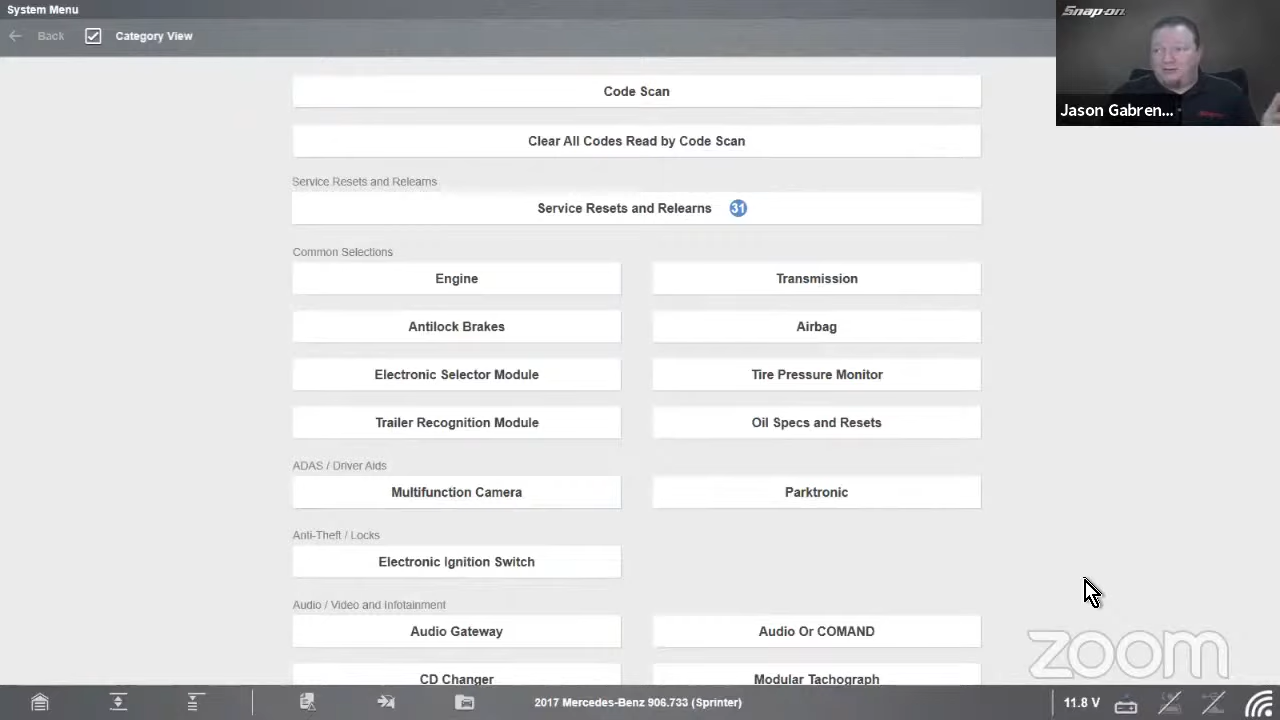 System Menu
Back
Category View
Snap-on
Jason Gabren...
Code Scan
Clear All Codes Read by Code Scan
Service Resets and Relearns
Service Resets and Relearns 31
Common Selections
Engine
Transmission
Antilock Brakes
Airbag
Electronic Selector Module
Tire Pressure Monitor
Trailer Recognition Module
Oil Specs and Resets
ADAS / Driver Aids
Multifunction Camera
Parktronic
Anti-Theft / Locks
Electronic Ignition Switch
Audio / Video and Infotainment
Audio Gateway
Audio Or COMAND
CD Changer
Modular Tachograph
zoom
2017 Mercedes-Benz 906.733 (Sprinter)
11.8 V